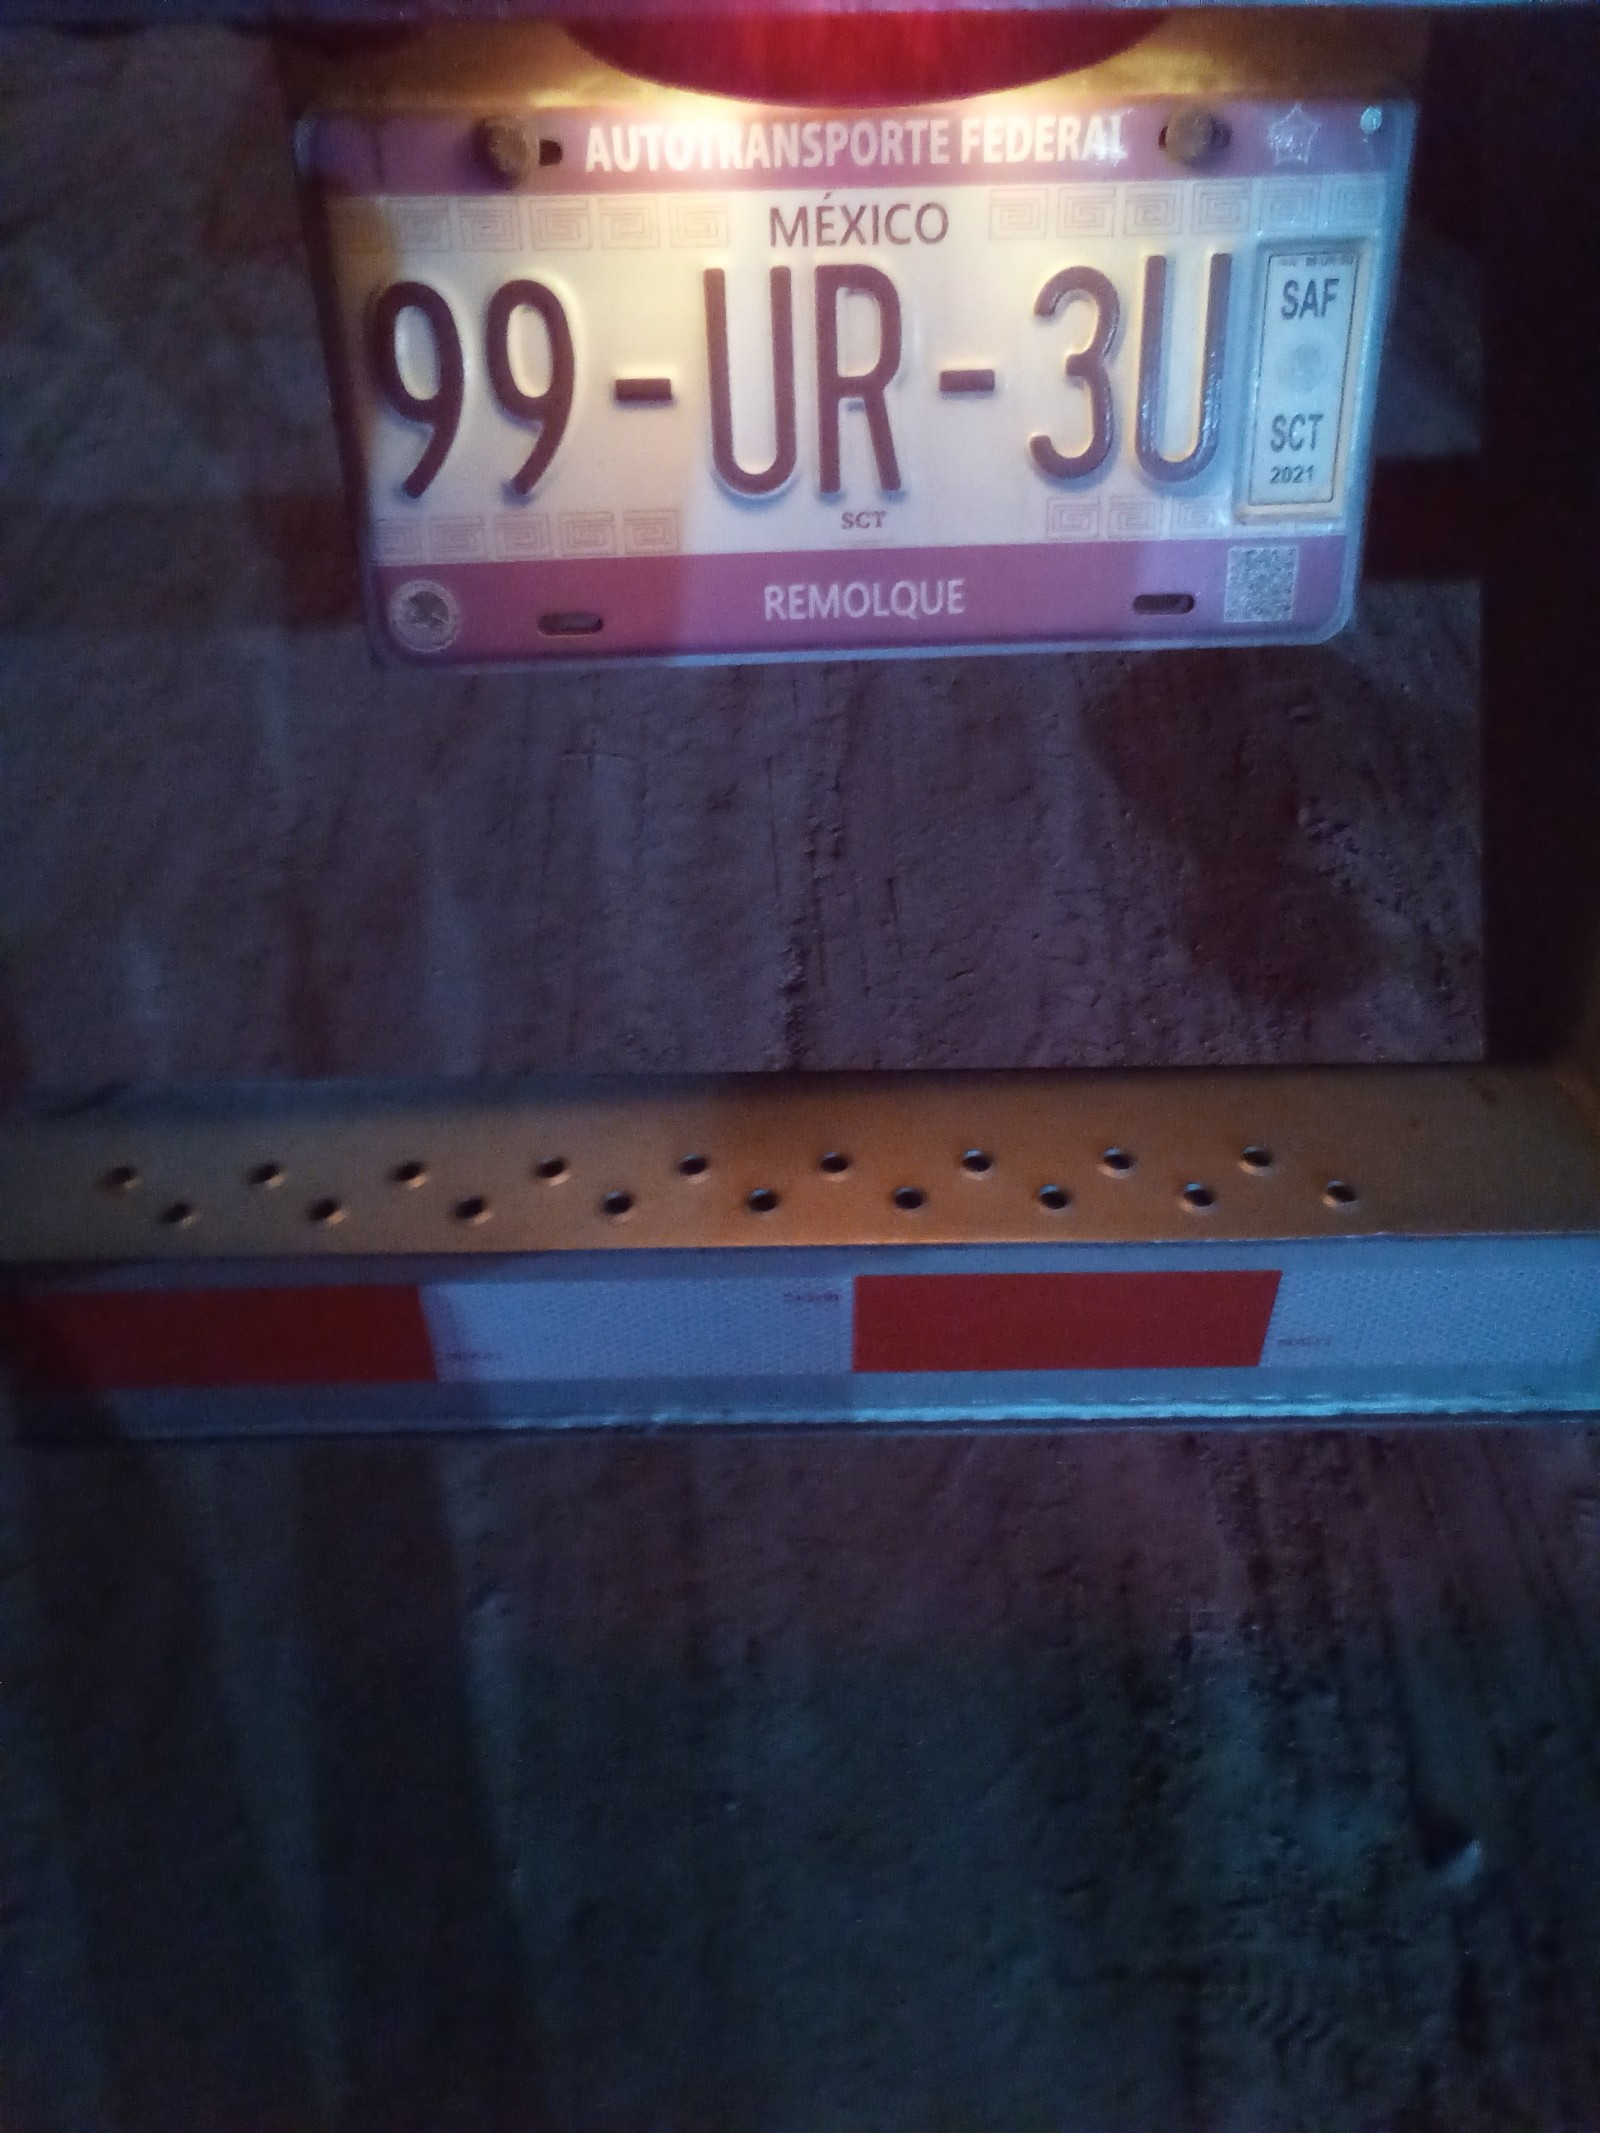 AUTOTRANSPORTE FEDERAL
MÉXICO
99-UR-3U
SAF
SCT
2021
SCT
REMOLQUE